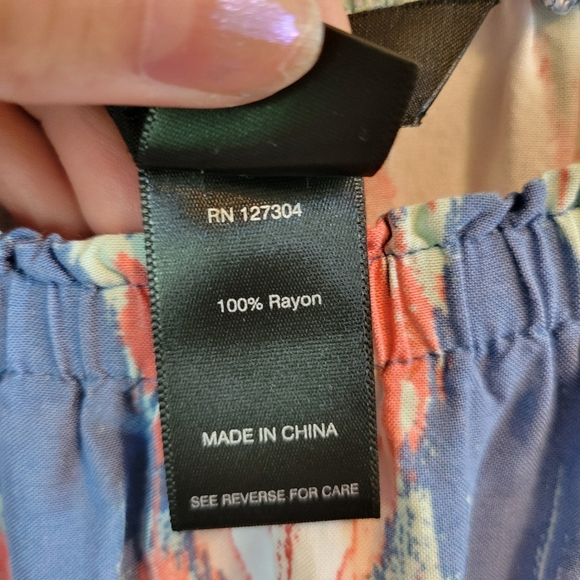 RN 127304
100% Rayon
MADE IN CHINA
SEE REVERSE FOR CARE